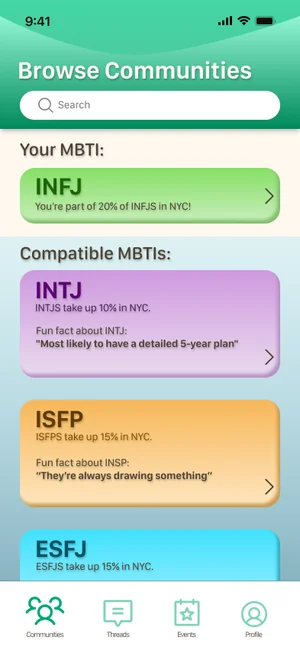 9:41
Browse Communities
Search
Your MBTI:
INFJ
You're part of 20% of INFJS in NYC!
Compatible MBTIs:
INTJ
INTJS take up 10% in NYC.
Fun fact about INTJ:
"Most likely to have a detailed 5-year plan"
ISFP
ISFPS take up 15% in NYC.
Fun fact about INSP:
“They're always drawing something”
ESFJ
ESFJS take up 15% in NYC.
Communities Threads Events Profile